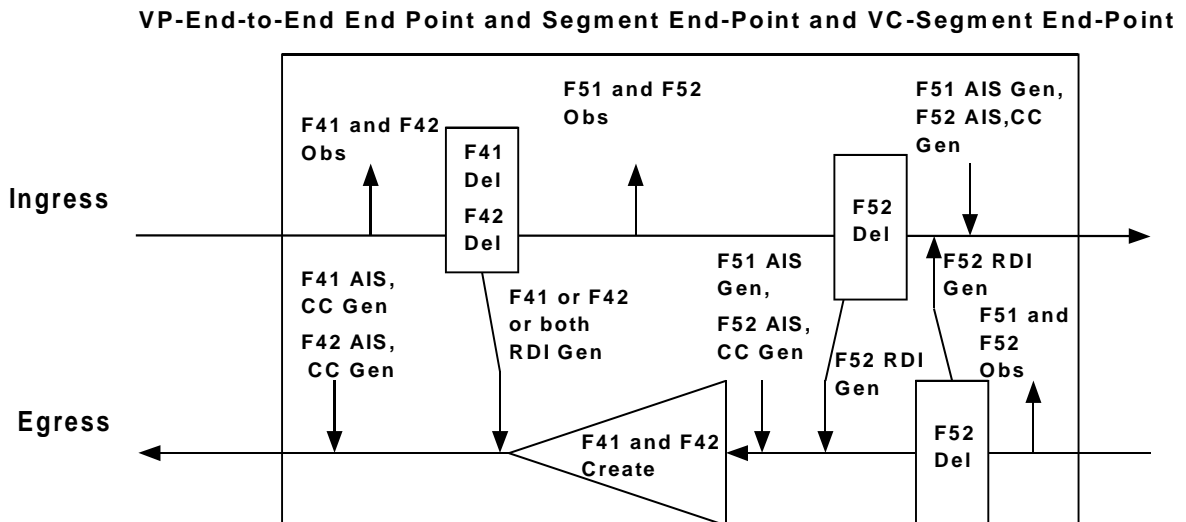 VP-End-to-End End Point and Segment End-Point and VC-Segment End-Point
F41 and F42
Obs
F41
Del
F42
Del
F51 and F52
Obs
F52
Del
F51 AIS Gen,
F52 AIS,CC
Gen
Ingress
F41 AIS,
CC Gen
F42 AIS,
CC Gen
F41 or F42
or both
RDI Gen
F51 AIS
Gen,
F52 AIS,
CC Gen
F52 RDI
Gen
F52 RDI
Gen
F51 and
F52
Obs
Egress
F41 and F42
Create
F52
Del